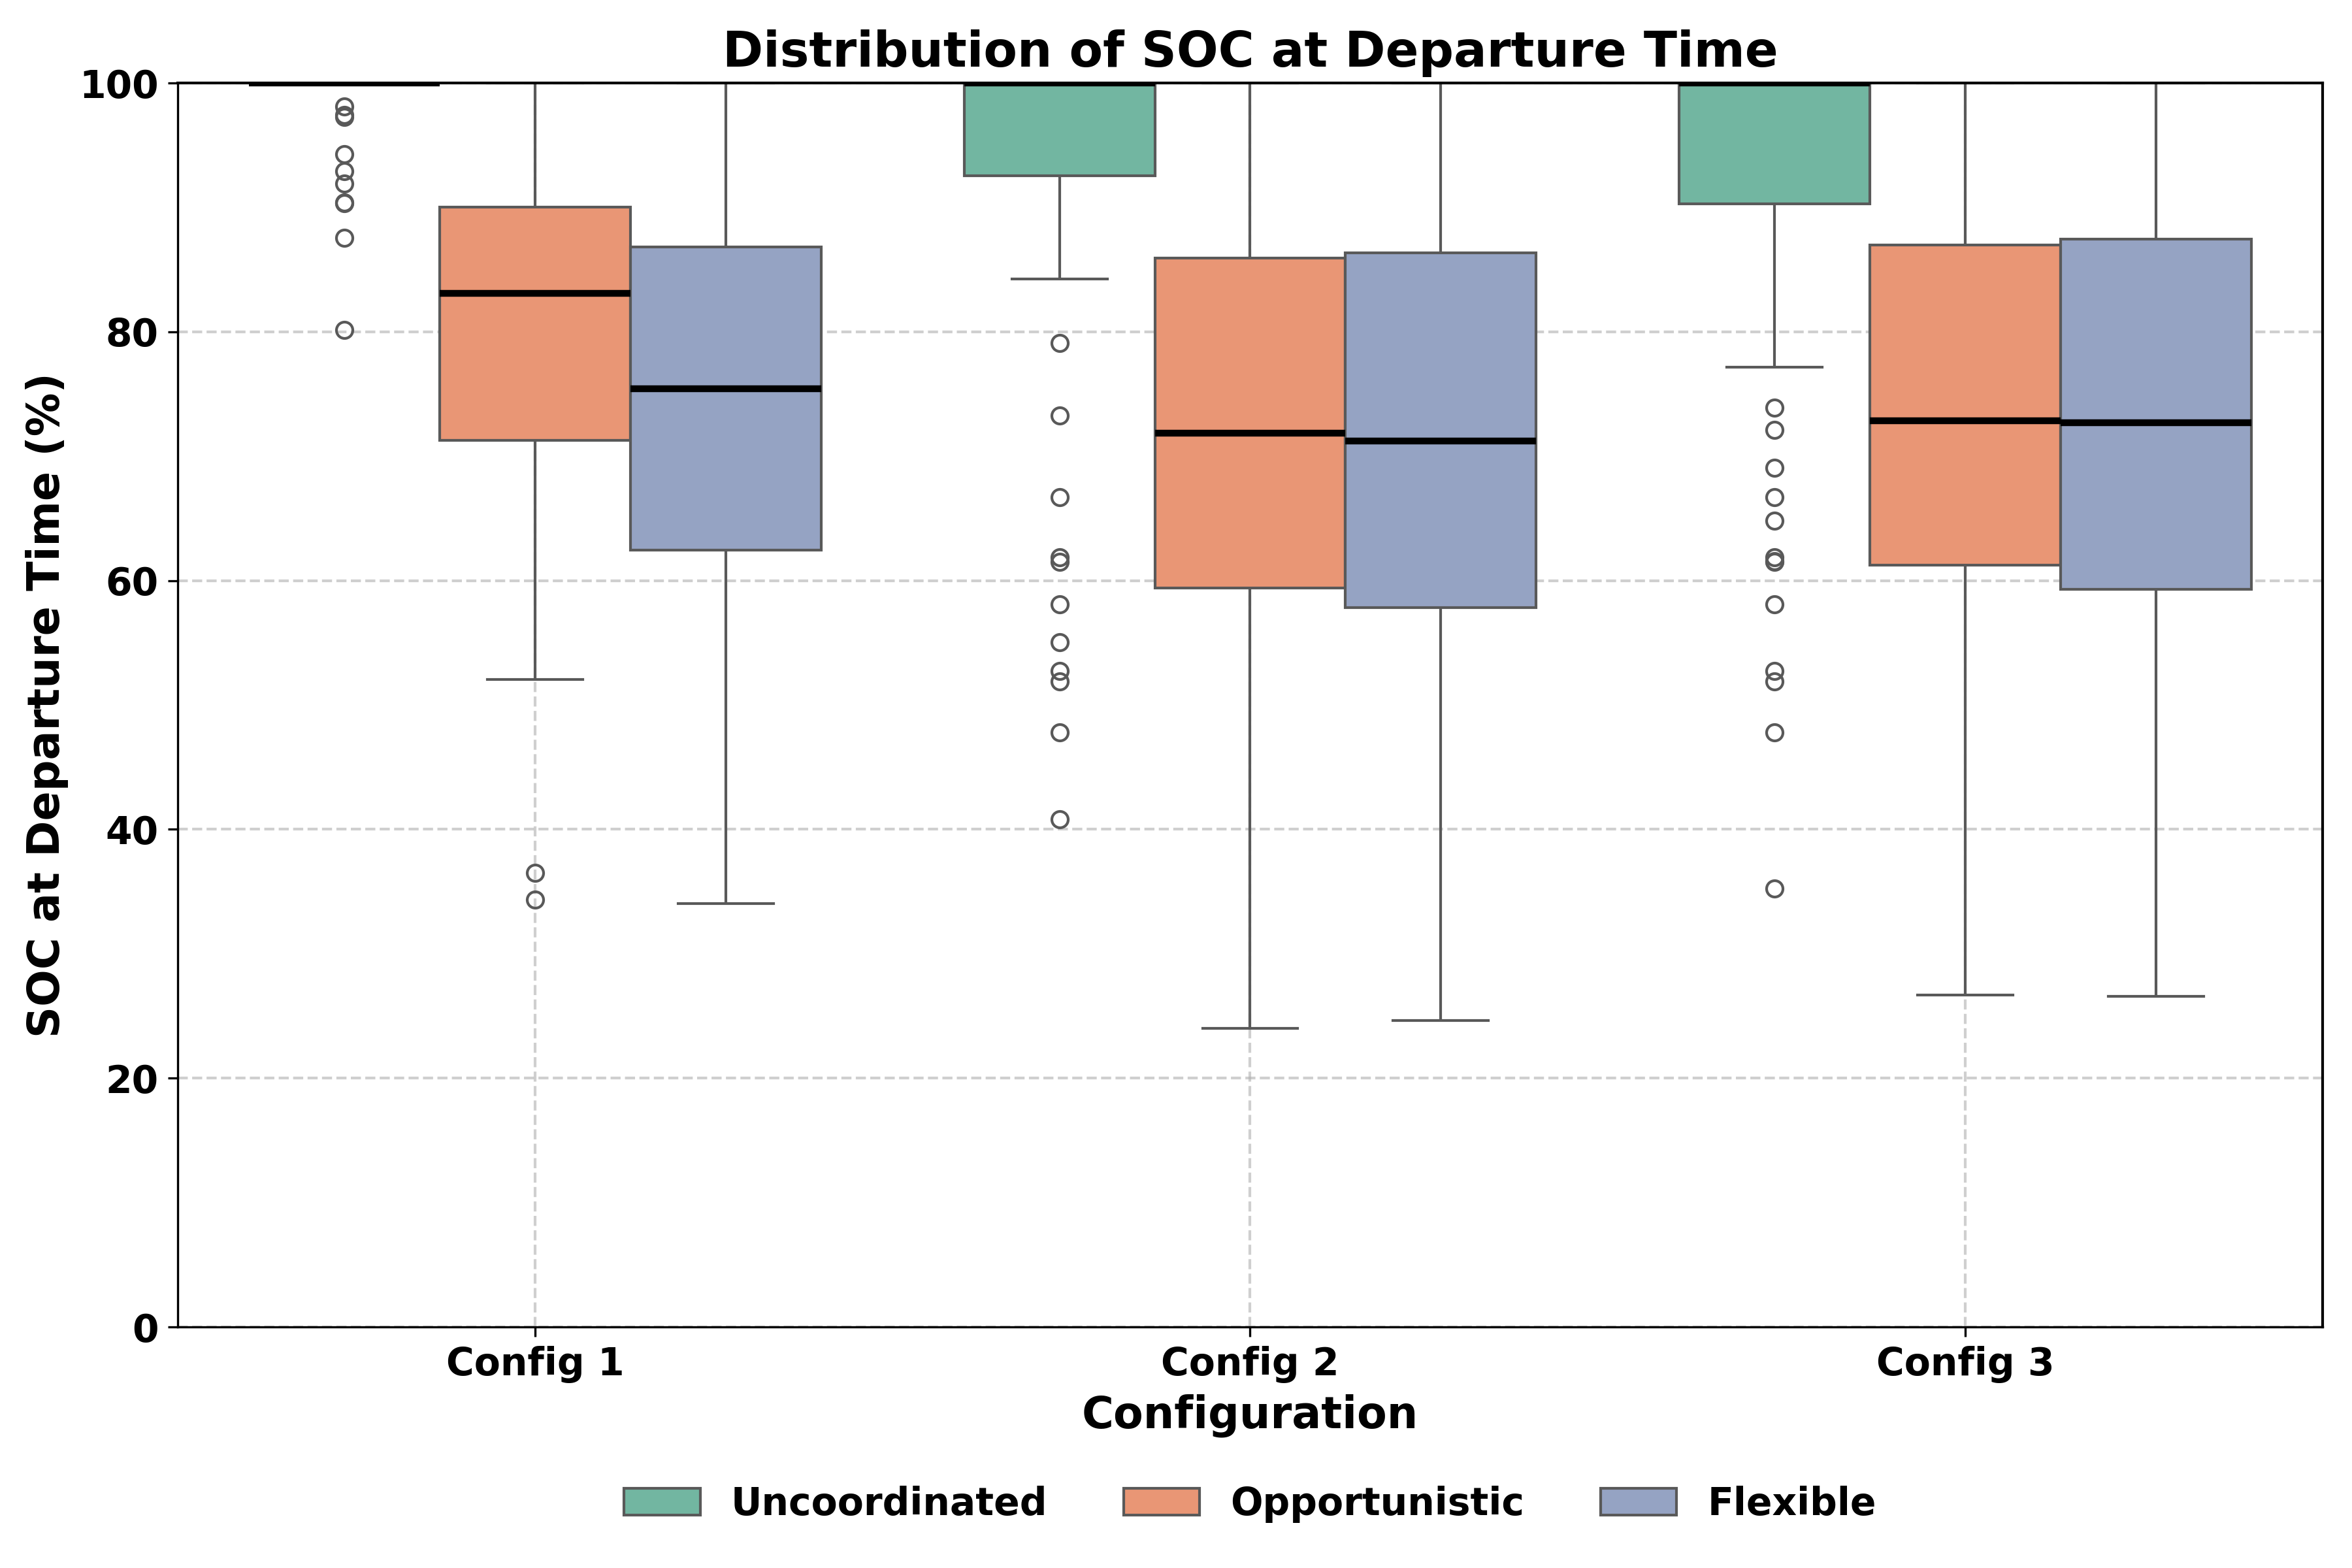 Distribution of SOC at Departure Time
SOC at Departure Time (%)
100
80
60
40
20
0
Config 1
Config 2
Config 3
Configuration
Uncoordinated
Opportunistic
Flexible